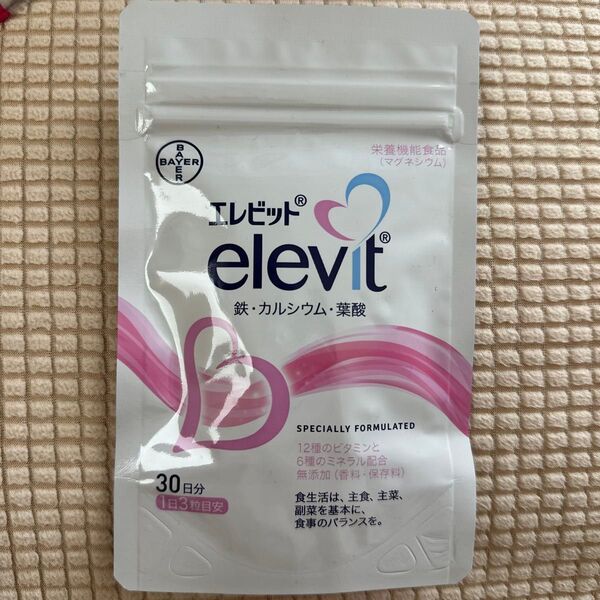 栄養機能食品
(マグネシウム)
BAYER
BAYER
エレビット®
elevit®
鉄・カルシウム・葉酸
SPECIALLY FORMULATED
12種のビタミンと
6種のミネラル配合
無添加(香料・保存料)
30日分
1日3粒目安
食生活は、主食、主菜、
副菜を基本に、
食事のバランスを。